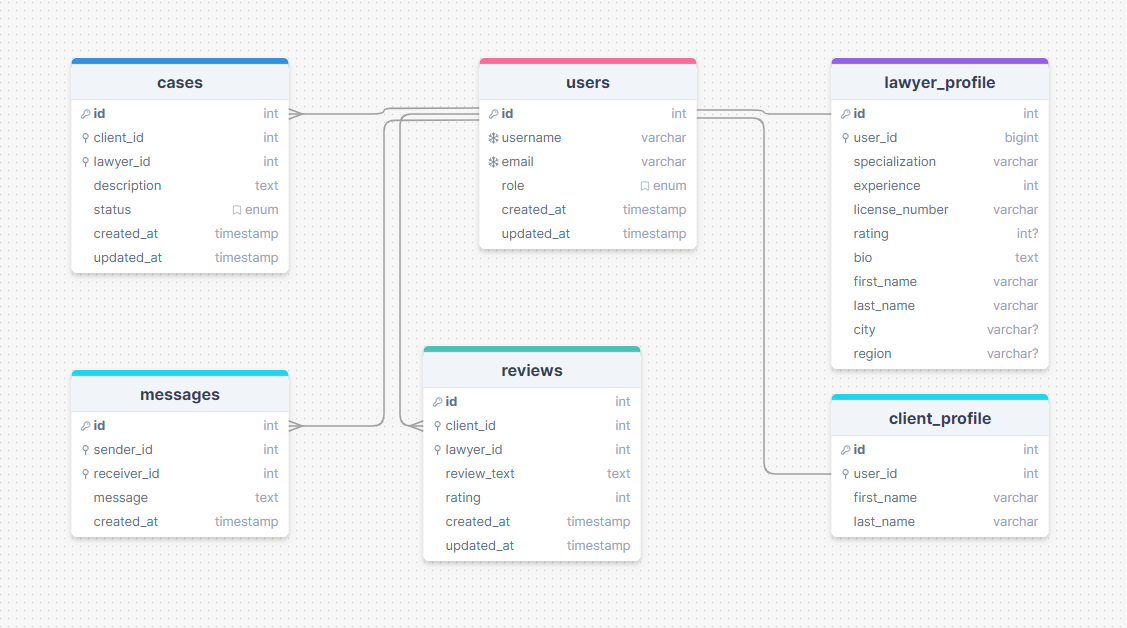 cases
id int
client_id int
lawyer_id int
description text
status enum
created_at timestamp
updated_at timestamp
users
id int
username varchar
email varchar
role enum
created_at timestamp
updated_at timestamp
lawyer_profile
id int
user_id bigint
specialization varchar
experience int
license_number varchar
rating int?
bio text
first_name varchar
last_name varchar
city varchar?
region varchar?
messages
id int
sender_id int
receiver_id int
message text
created_at timestamp
reviews
id int
client_id int
lawyer_id int
review_text text
rating int
created_at timestamp
updated_at timestamp
client_profile
id int
user_id int
first_name varchar
last_name varchar